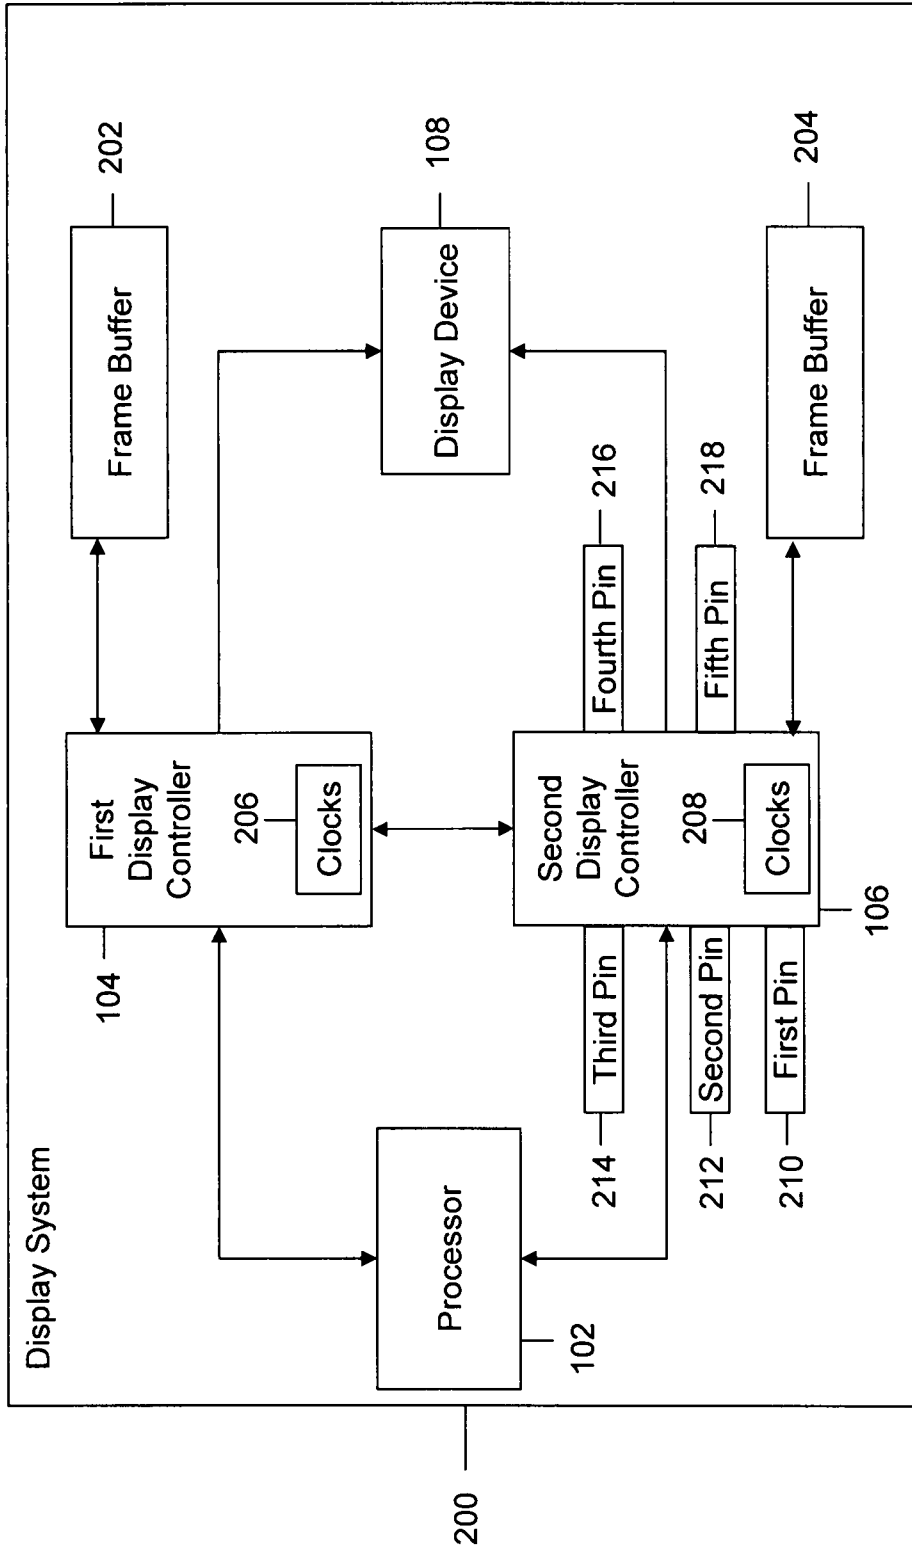 Display System
200
Processor
102
First
Display
Controller
104
206
Clocks
Frame Buffer
202
Display Device
108
Second
Display
Controller
208
Clocks
106
Third Pin
214
Second Pin
212
First Pin
210
Fourth Pin
216
Fifth Pin
218
Frame Buffer
204